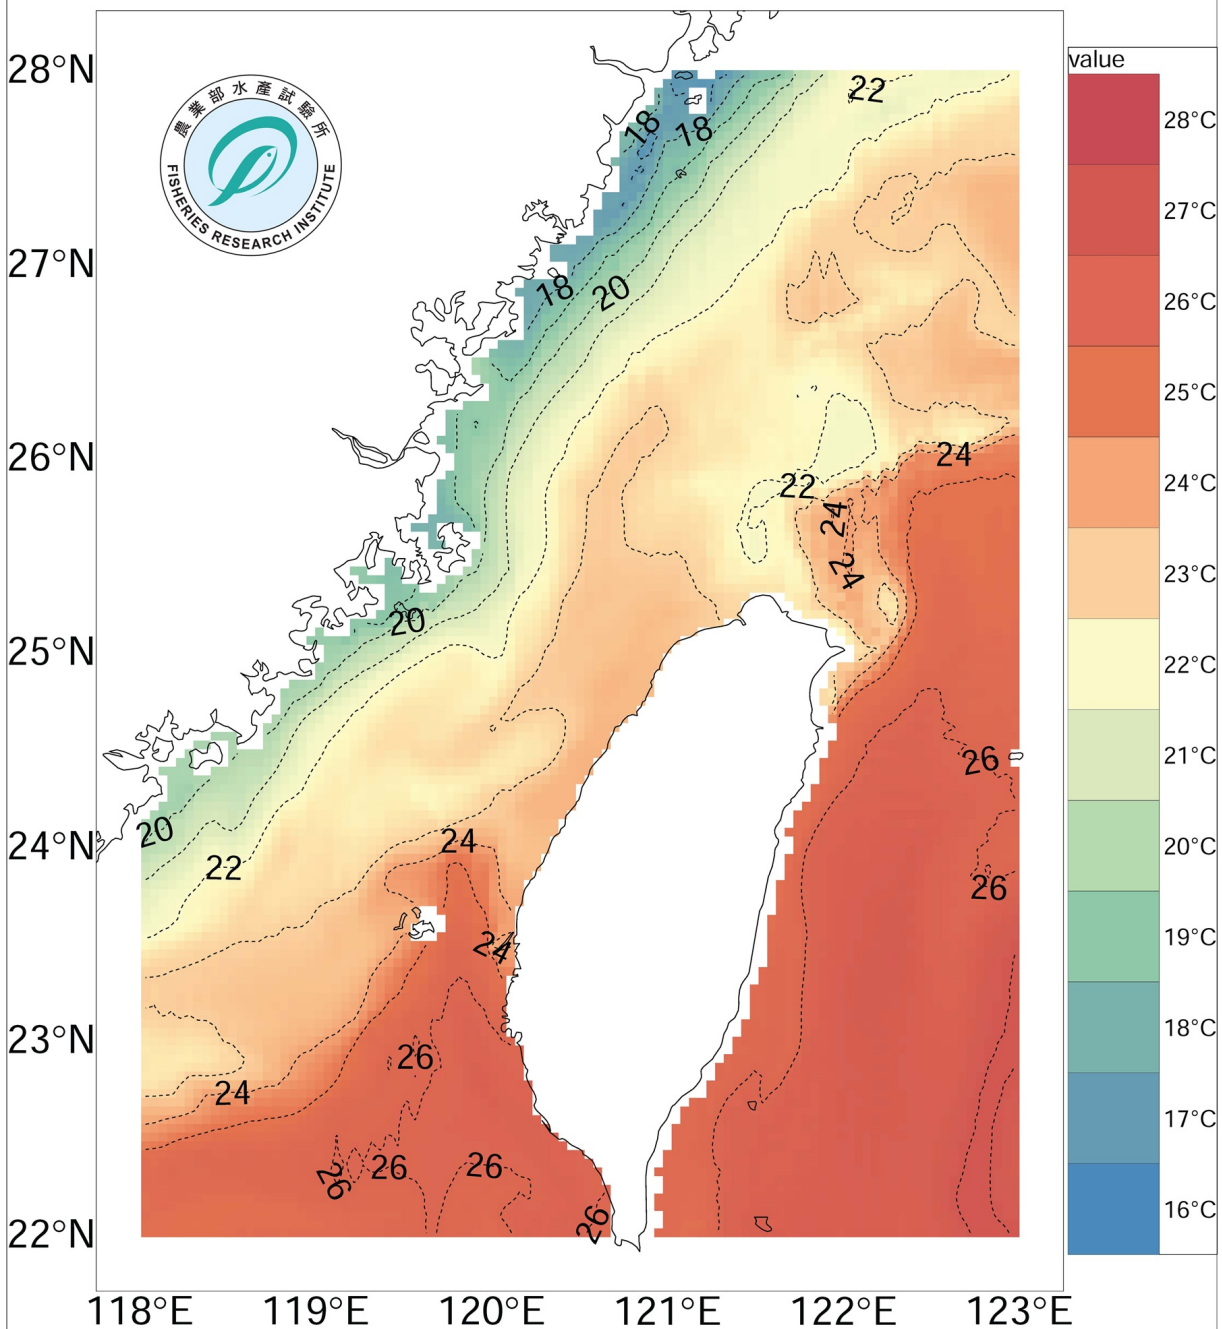 農業部水產試驗所
FISHERIES RESEARCH INSTITUTE
28°N
27°N
26°N
25°N
24°N
23°N
22°N
118°E 119°E 120°E 121°E 122°E 123°E
22
18 18
18 20
24
22
24
24
20
26
20
24
22
26
24
26
24
26 26 26
26
value
28°C
27°C
26°C
25°C
24°C
23°C
22°C
21°C
20°C
19°C
18°C
17°C
16°C